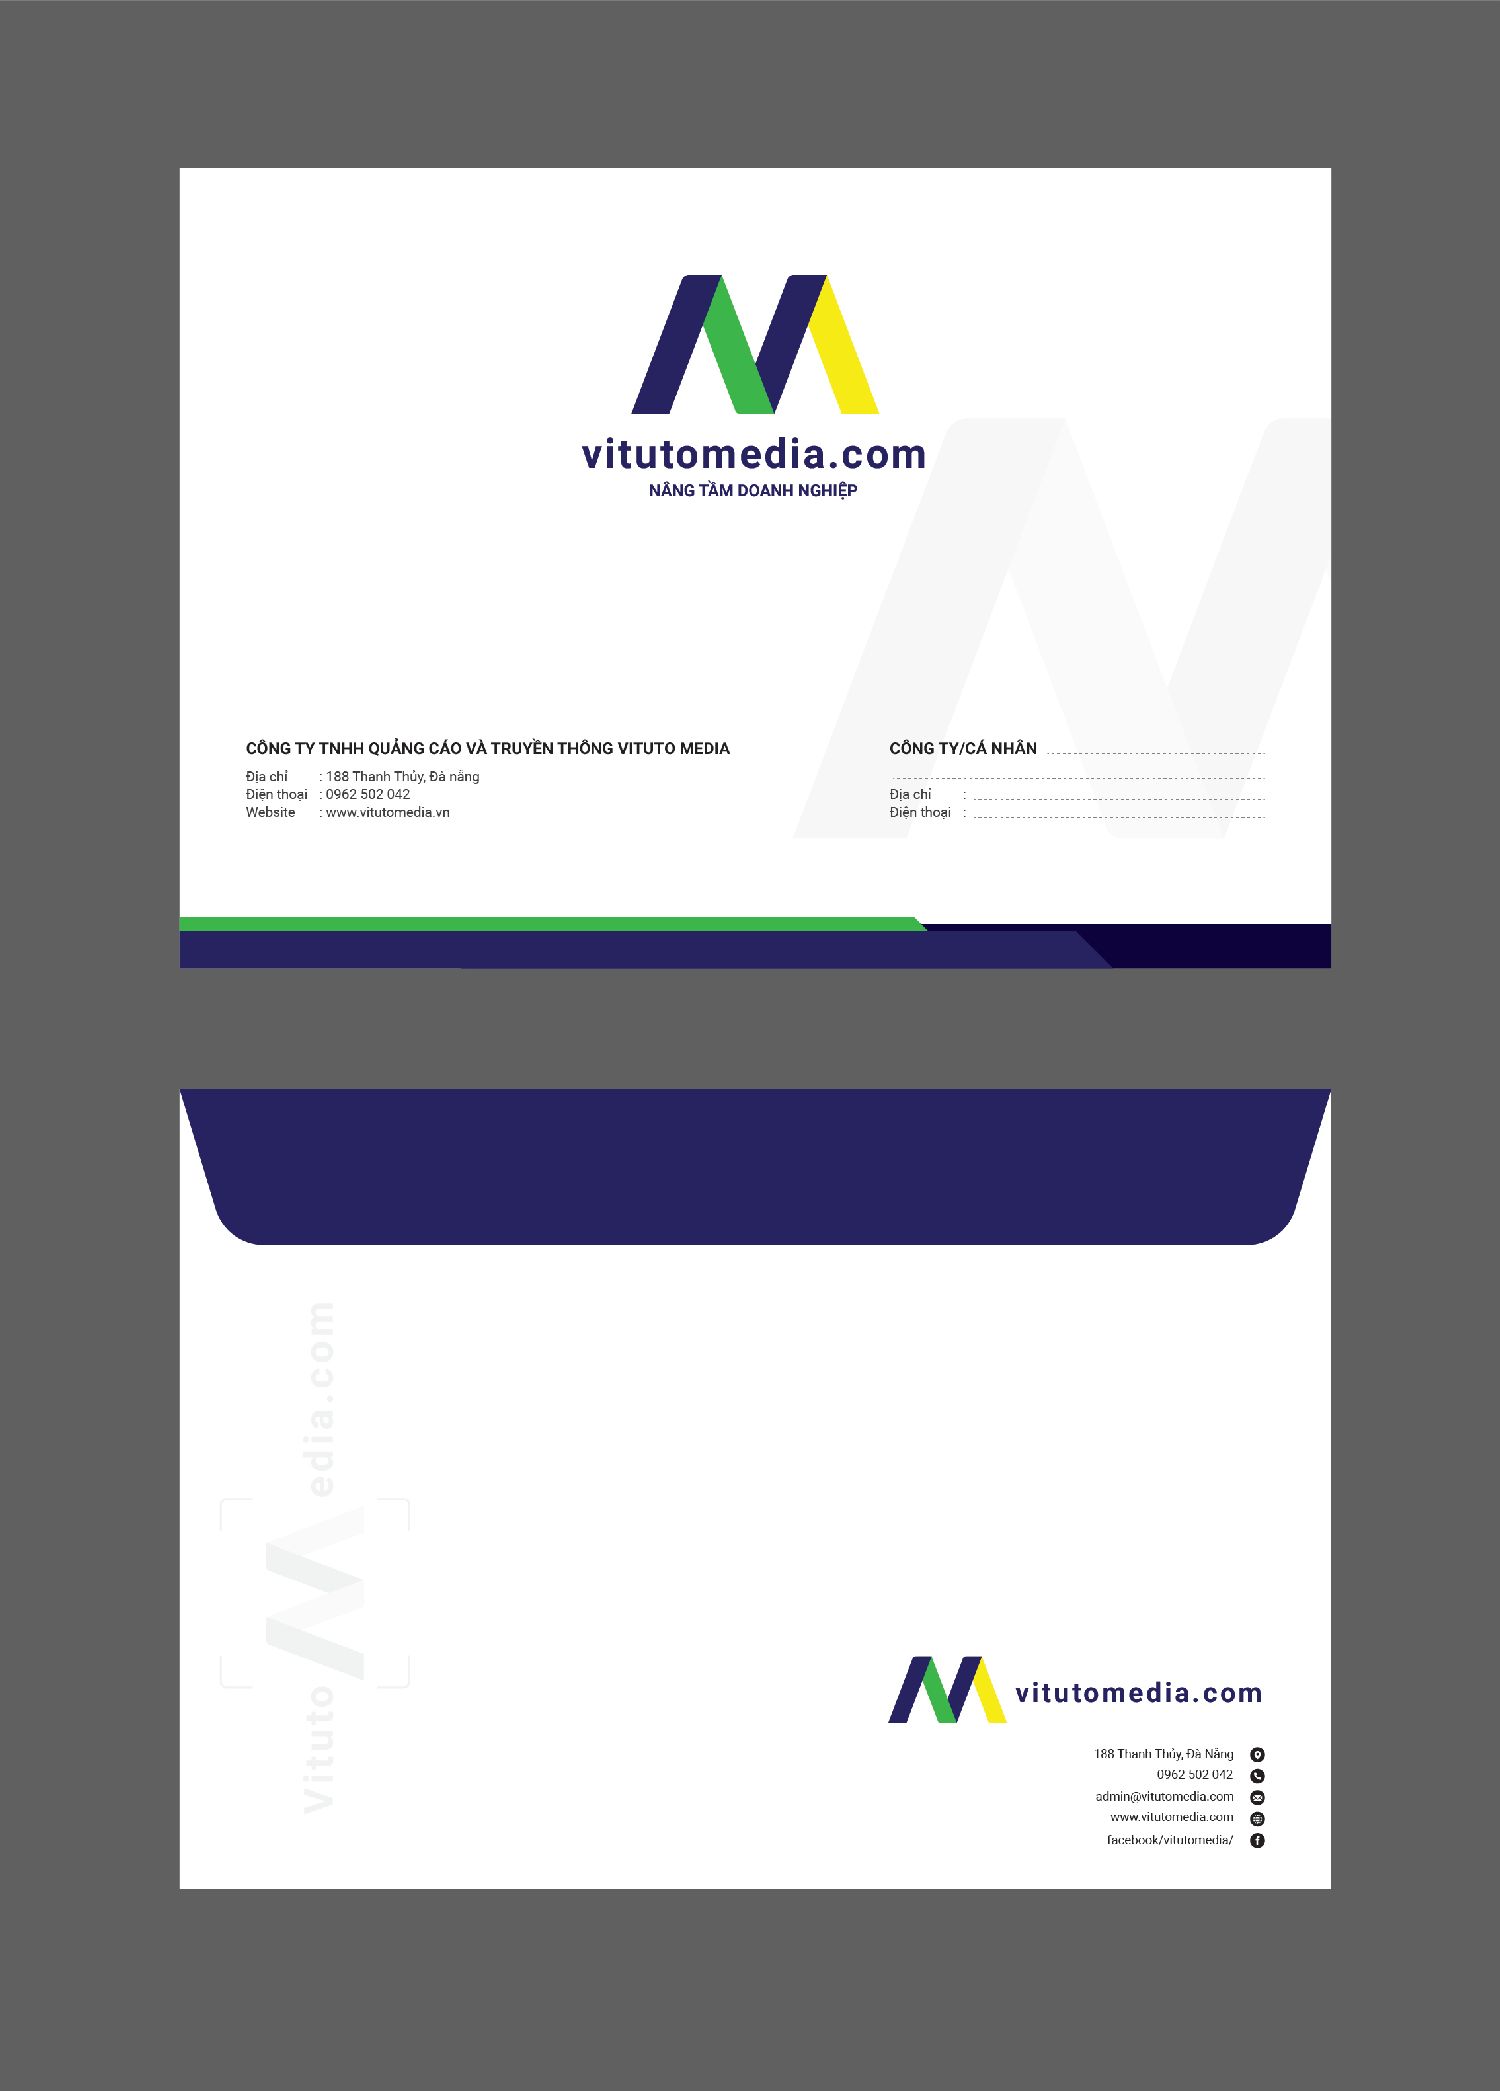 vitutomedia.com
NÂNG TẦM DOANH NGHIỆP
CÔNG TY TNHH QUẢNG CÁO VÀ TRUYỀN THÔNG VITUTO MEDIA
Địa chỉ : 188 Thanh Thủy, Đà nẵng
Điện thoại : 0962 502 042
Website : www.vitutomedia.vn
CÔNG TY/CÁ NHÂN
Địa chỉ :
Điện thoại :
Vituto Media.com
vitutomedia.com
188 Thanh Thủy, Đà Nẵng
0962 502 042
admin@vitutomedia.com
www.vitutomedia.com
facebook/vitutomedia/